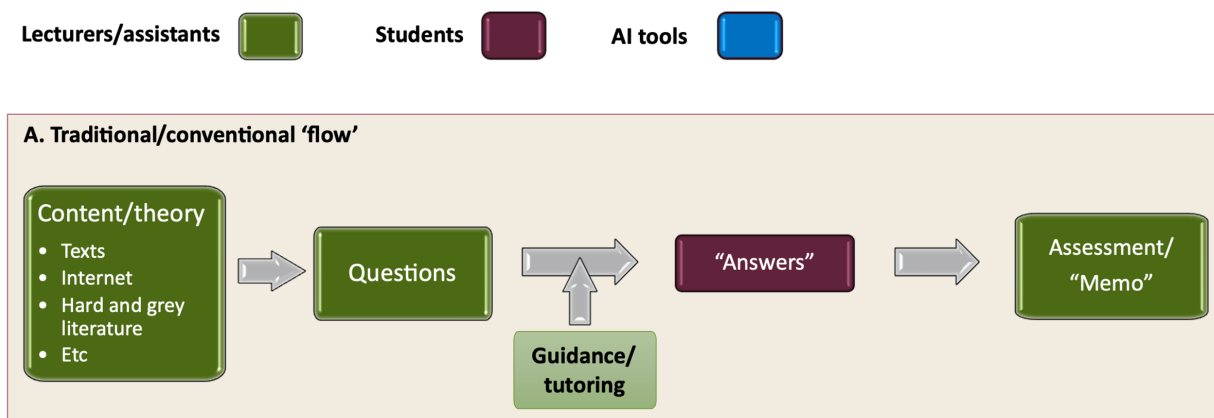 Lecturers/assistants
Students
AI tools
A. Traditional/conventional ‘flow’
Content/theory
• Texts
• Internet
• Hard and grey
literature
• Etc
Questions
Guidance/
tutoring
“Answers”
Assessment/
“Memo”